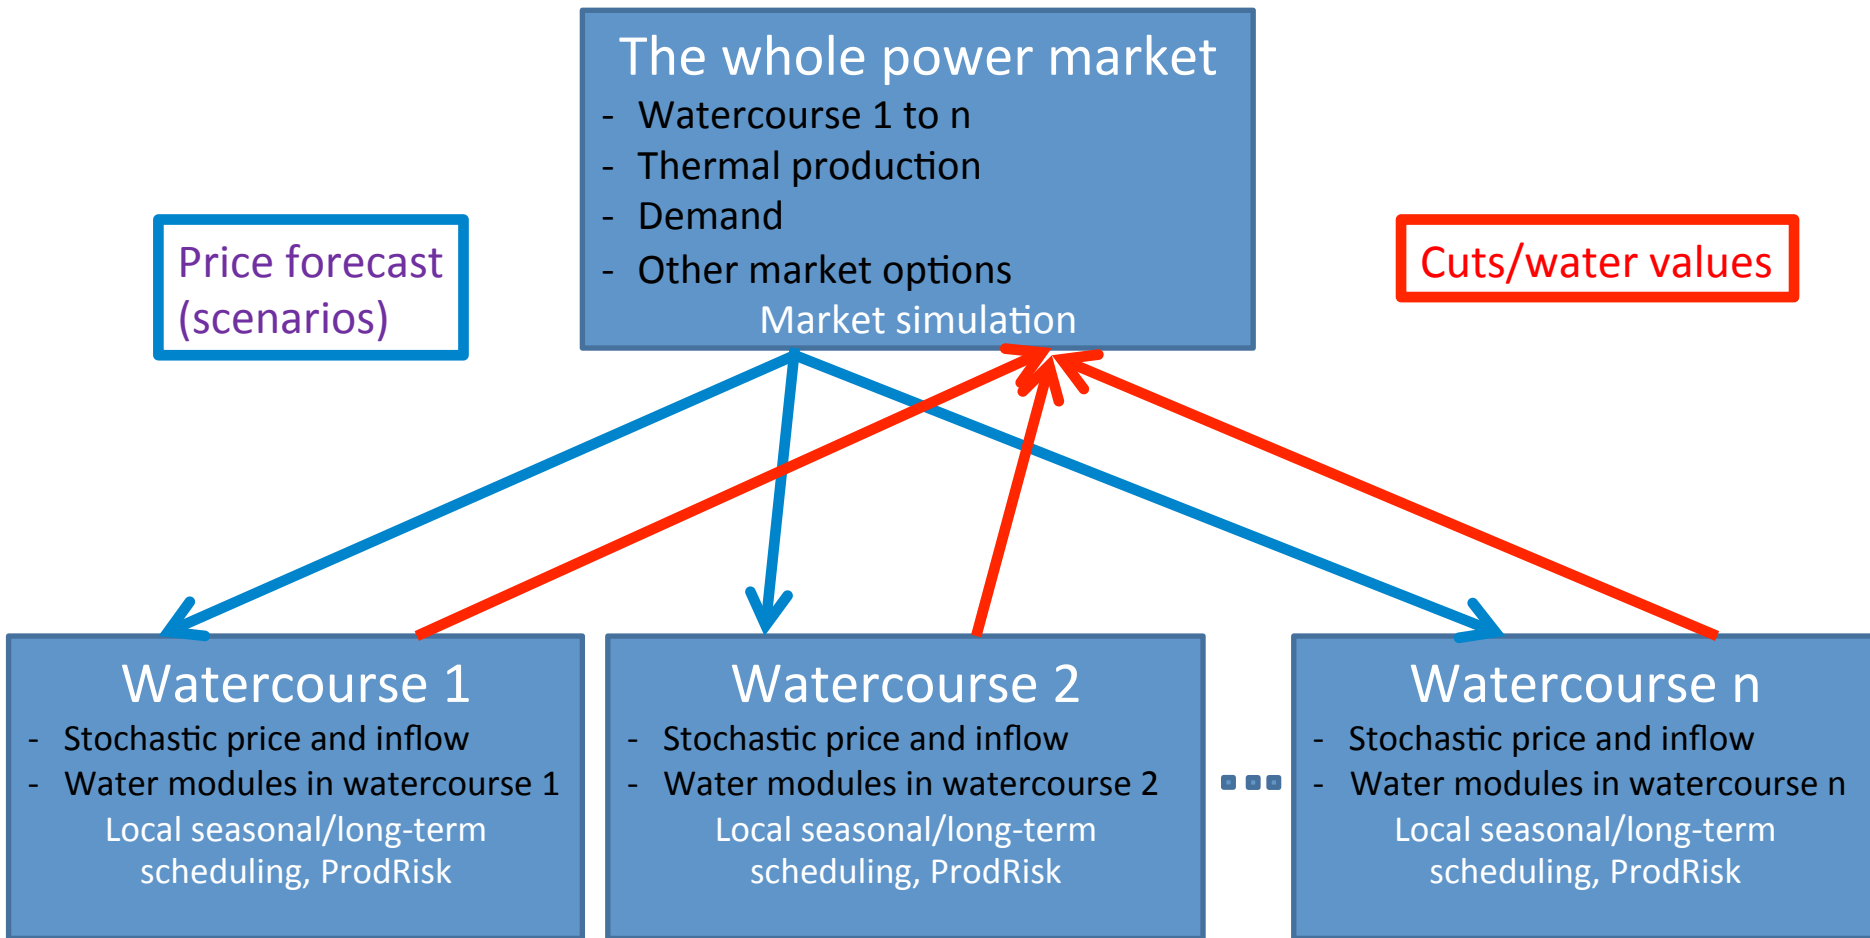 The whole power market
- Watercourse 1 to n
- Thermal production
- Demand
- Other market options
Market simulation
Price forecast
(scenarios)
Cuts/water values
Watercourse 1
- Stochastic price and inflow
- Water modules in watercourse 1
Local seasonal/long-term
scheduling, ProdRisk
Watercourse 2
- Stochastic price and inflow
- Water modules in watercourse 2
Local seasonal/long-term
scheduling, ProdRisk
Watercourse n
- Stochastic price and inflow
- Water modules in watercourse n
Local seasonal/long-term
scheduling, ProdRisk